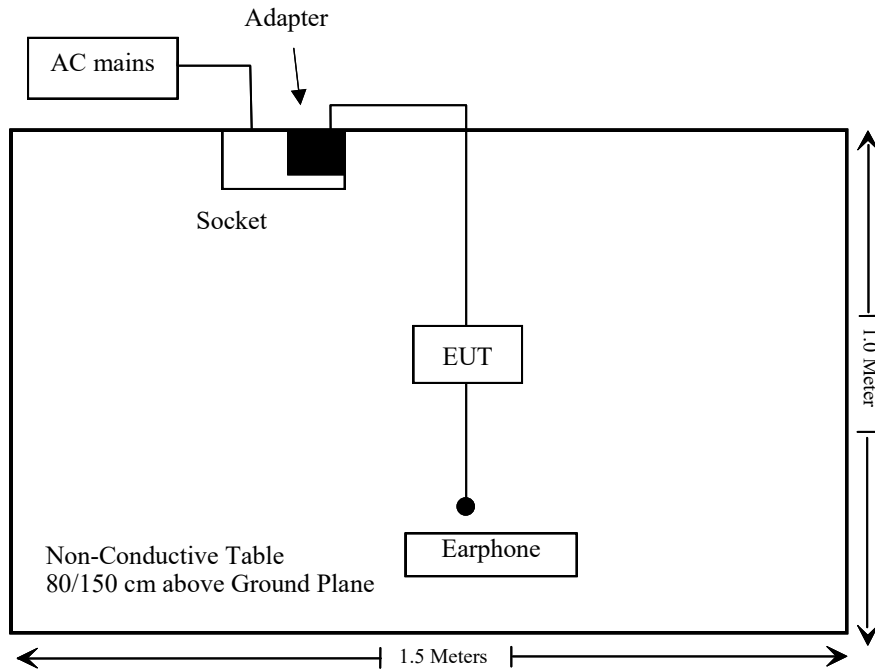 Adapter
AC mains
Socket
EUT
1.0 Meter
Earphone
Non-Conductive Table
80/150 cm above Ground Plane
1.5 Meters